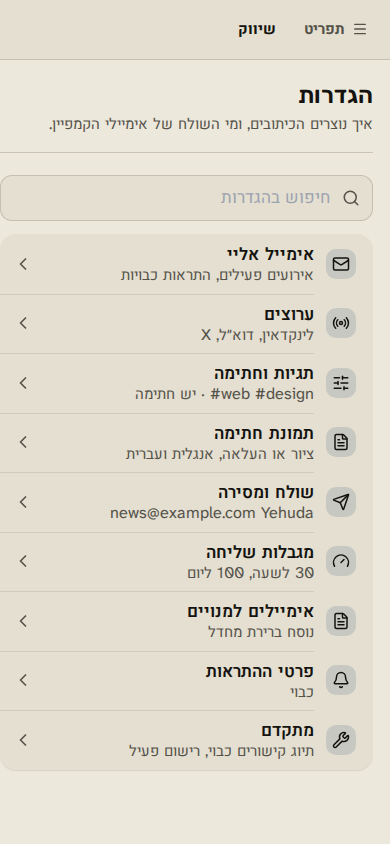 תפריט
שיווק
הגדרות
איך נוצרים הכיתובים, ומי השולח של אימיילי הקמפיין.
חיפוש בהגדרות
אימייל אליי
אירועים פעילים, התראות כבויות
ערוצים
לינקדאין, דוא״ל, X
תגיות וחתימה
#web #design · יש חתימה
תמונת חתימה
ציור או העלאה, אנגלית ועברית
שולח ומסירה
news@example.com Yehuda
מגבלות שליחה
30 לשעה, 100 ליום
אימיילים למנויים
נוסח ברירת מחדל
פרטי ההתראות
כבוי
מתקדם
תיוג קישורים כבוי, רישום פעיל